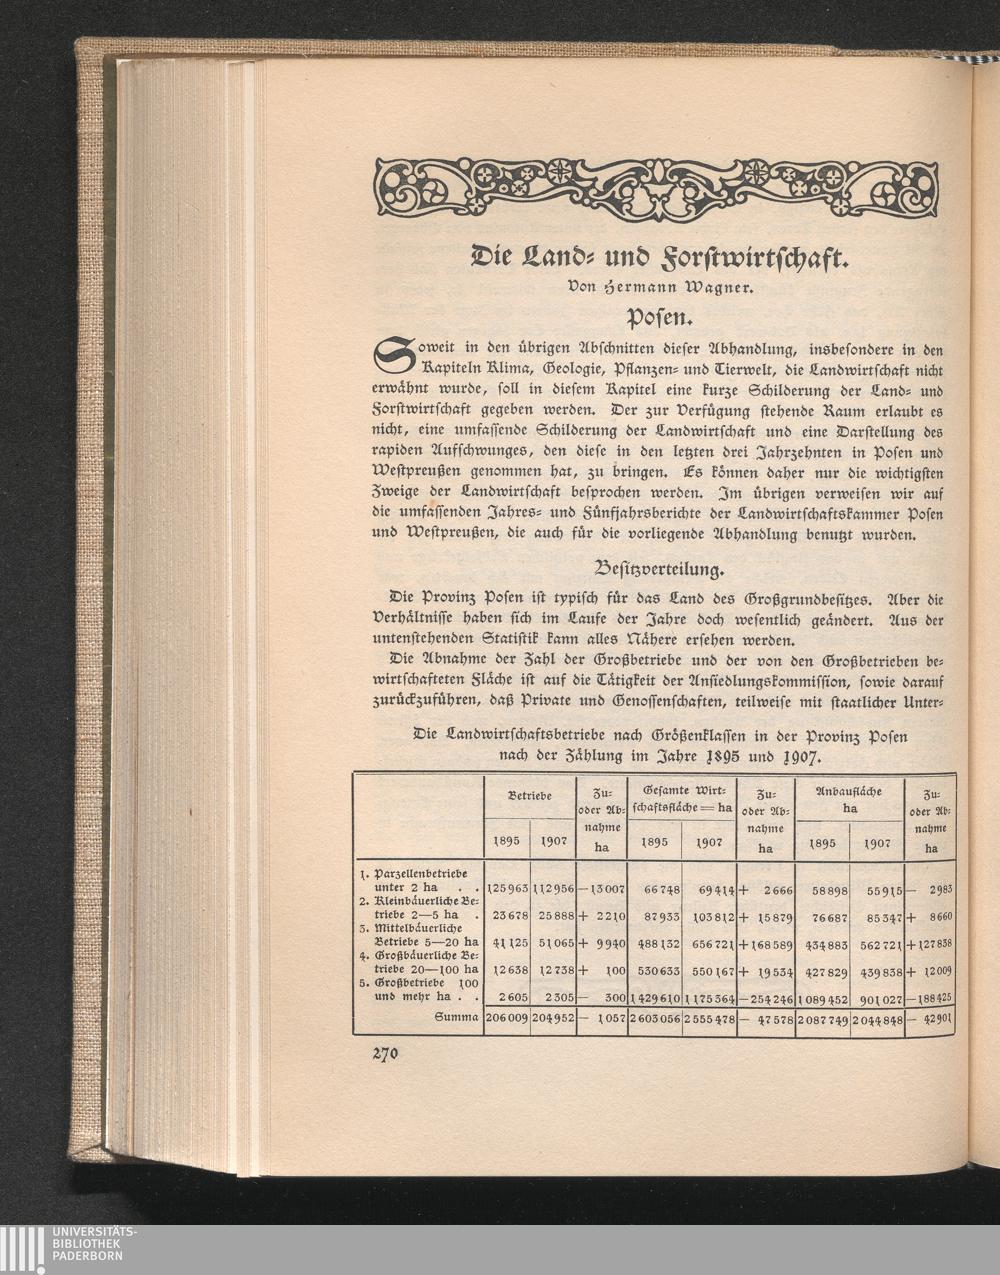 Die Land- und Forstwirtschaft.
Von Hermann Wagner.
Posen.
Soweit in den übrigen Abschnitten dieser Abhandlung, insbesondere in den
Kapiteln Klima, Geologie, Pflanzen- und Tierwelt, die Landwirtschaft nicht
erwähnt wurde, soll in diesem Kapitel eine kurze Schilderung der Land- und
Forstwirtschaft gegeben werden. Der zur Verfügung stehende Raum erlaubt es
nicht, eine umfassende Schilderung der Landwirtschaft und eine Darstellung des
rapiden Aufschwunges, den diese in den letzten drei Jahrzehnten in Posen und
Westpreußen genommen hat, zu bringen. Es können daher nur die wichtigsten
Zweige der Landwirtschaft besprochen werden. Im übrigen verweisen wir auf
die umfassenden Jahres- und Fünfjahrsberichte der Landwirtschaftskammer Posen
und Westpreußen, die auch für die vorliegende Abhandlung benutzt wurden.
Besitzverteilung.
Die Provinz Posen ist typisch für das Land des Großgrundbesitzes. Aber die
Verhältnisse haben sich im Laufe der Jahre doch wesentlich geändert. Aus der
untenstehenden Statistik kann alles Nähere ersehen werden.
Die Abnahme der Zahl der Großbetriebe und der von den Großbetrieben be-
wirtschafteten Fläche ist auf die Tätigkeit der Ansiedlungskommission, sowie darauf
zurückzuführen, daß Private und Genossenschaften, teilweise mit staatlicher Unter-
Die Landwirtschaftsbetriebe nach Größenklassen in der Provinz Posen
nach der Zählung im Jahre 1895 und 1907.
Betriebe Zu- oder Ab- nahme ha Gesamte Wirt- schaftsfläche = ha Zu- oder Ab- nahme ha Anbaufläche ha Zu- oder Ab- nahme ha
1895 1907 1895 1907 1895 1907
1. Parzellenbetriebe
unter 2 ha . . 125963 112956 —13007 66748 69414 + 2666 58898 55915 — 2983
2. Kleinbäuerliche Be-
triebe 2—5 ha . 23678 25888 + 2210 87933 103812 + 15879 76687 85347 + 8660
3. Mittelbäuerliche
Betriebe 5—20 ha 41125 51065 + 9940 488132 656721 +168589 434883 562721 +127838
4. Großbäuerliche Be-
triebe 20—100 ha 12638 12738 + 100 530633 550167 + 19534 427829 439838 + 12009
5. Großbetriebe 100
und mehr ha . . 2605 2305 — 300 1429610 1175364 —254246 1089452 901027 —188425
Summa 206009 204952 — 1057 2603056 2555478 — 47578 2087749 2044848 — 42901
270
UNIVERSITÄTS-
BIBLIOTHEK
PADERBORN